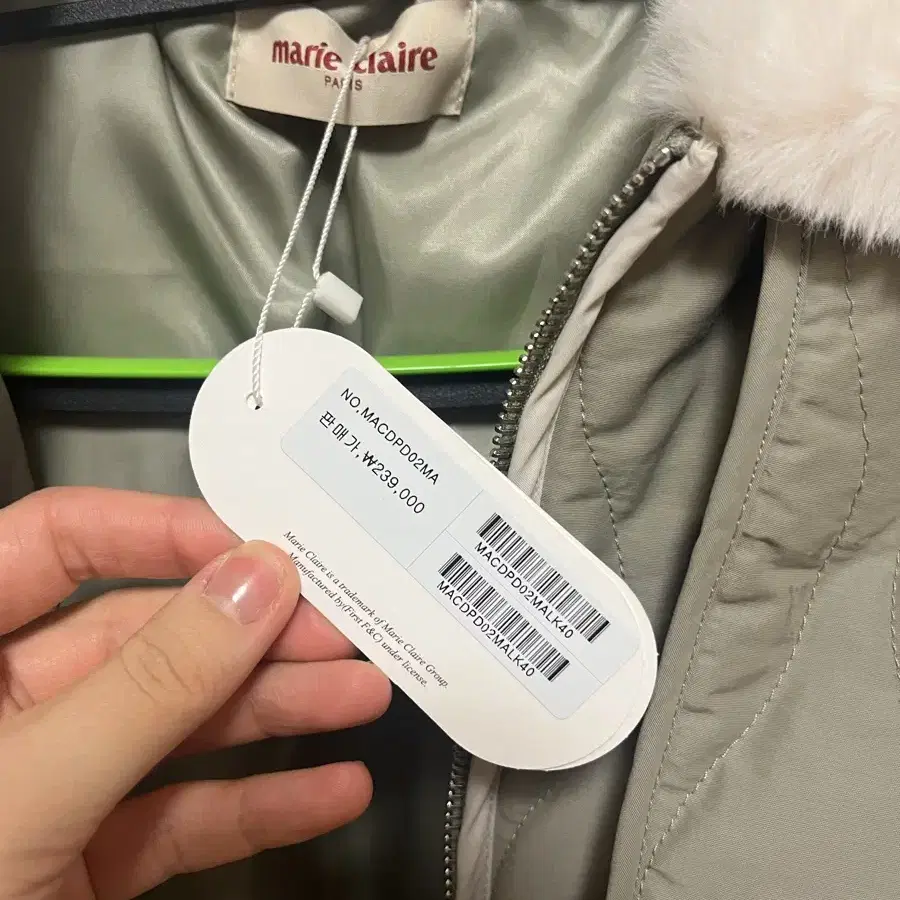 marie claire
PARIS
NO.MACDPD02MA
판매가.₩239,000
MACDPD02MALK40
MACDPD02MALK40
Marie Claire is a trademark of Marie Claire Group.
Manufactured by(First F&C) under license.